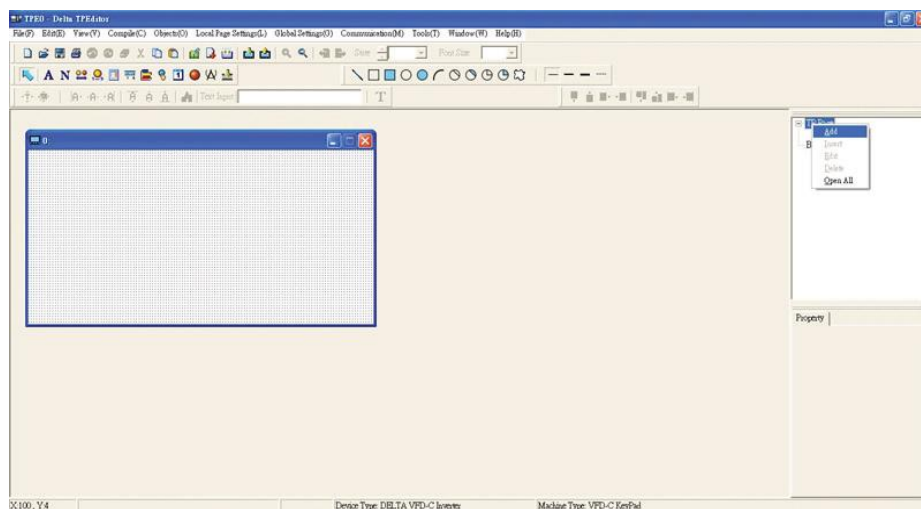 TPE0 - Delta TPEditor
File(F) Edit(E) View(V) Compile(C) Objects(O) Local Page Settings(L) Global Settings(O) Communication(M) Tools(T) Window(W) Help(H)
Font Size
Text Input
0
Add
Insert
Edit
Delete
Open All
B
Property
X:100, Y:4 Device Type: DELTA VFD-C Inverter Machine Type: VFD-C KeyPad